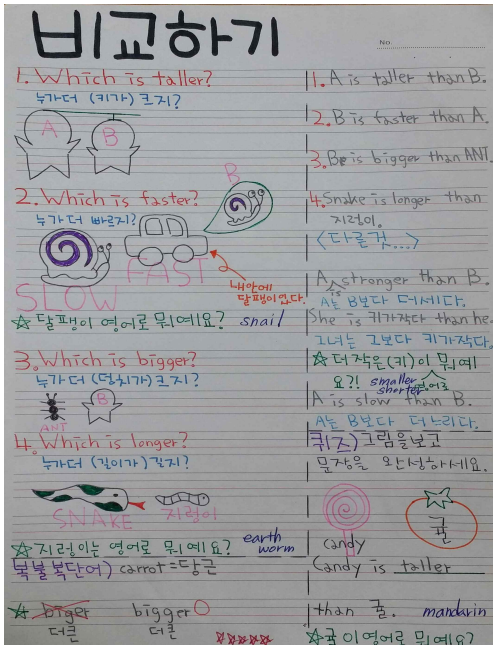 비교하기
No.
1. Which is taller?
누가더 (키가) 크지?
A
B
2. Which is faster?
누가더 빠르지?
B
SLOW
FAST
내안에
달팽이있다!
☆ 달팽이 영어로 뭐예요? snail
3. Which is bigger?
누가더 (덩치가) 크지?
ANT
B
4. Which is longer?
누가더 (길이가) 길지?
SNAKE
지렁이
☆ 지렁이는 영어로 뭐예요? earth
worm
복불복단어) carrot = 당근
☆ biger bigger O
더큰 더큰
☆☆☆☆☆
1. A is taller than B.
2. B is faster than A.
3. B is bigger than ANT.
4. Snake is longer than
지렁이.
<다른것...>
A is stronger than B.
A는 B보다 더세다.
She is 키가작다 than he.
그녀는 그보다 키가작다.
☆ 더작은(키)이 뭐예
요?! smaller 영어로
shorter
A is slow than B.
A는 B보다 더느리다.
퀴즈) 그림을보고
문장을 완성하세요.
candy
귤
Candy is taller
than 귤. mandarin
☆귤이영어로 뭐예요?